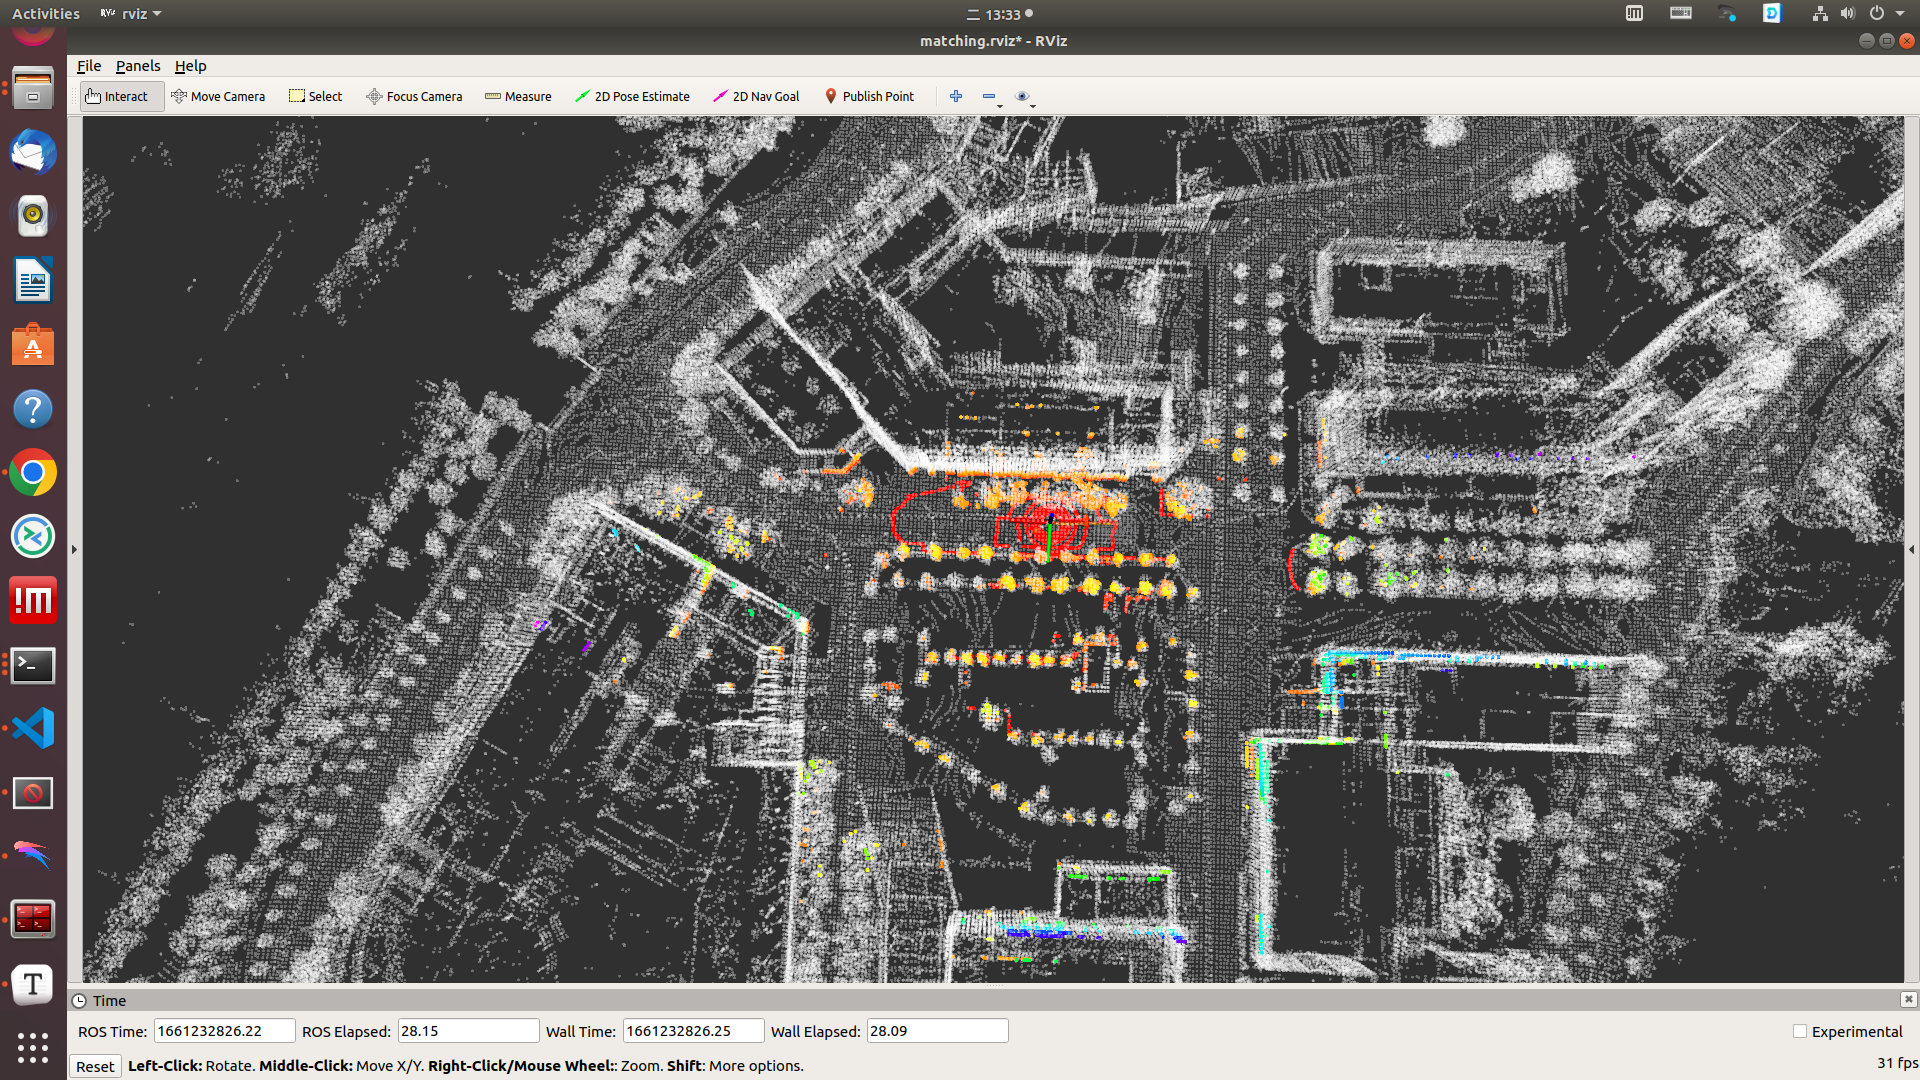 Activities rviz 二 13:33
matching.rviz* - RViz
File Panels Help
Interact Move Camera Select Focus Camera Measure 2D Pose Estimate 2D Nav Goal Publish Point
Time
ROS Time: 1661232826.22 ROS Elapsed: 28.15 Wall Time: 1661232826.25 Wall Elapsed: 28.09 Experimental
Reset Left-Click: Rotate. Middle-Click: Move X/Y. Right-Click/Mouse Wheel:: Zoom. Shift: More options. 31 fps